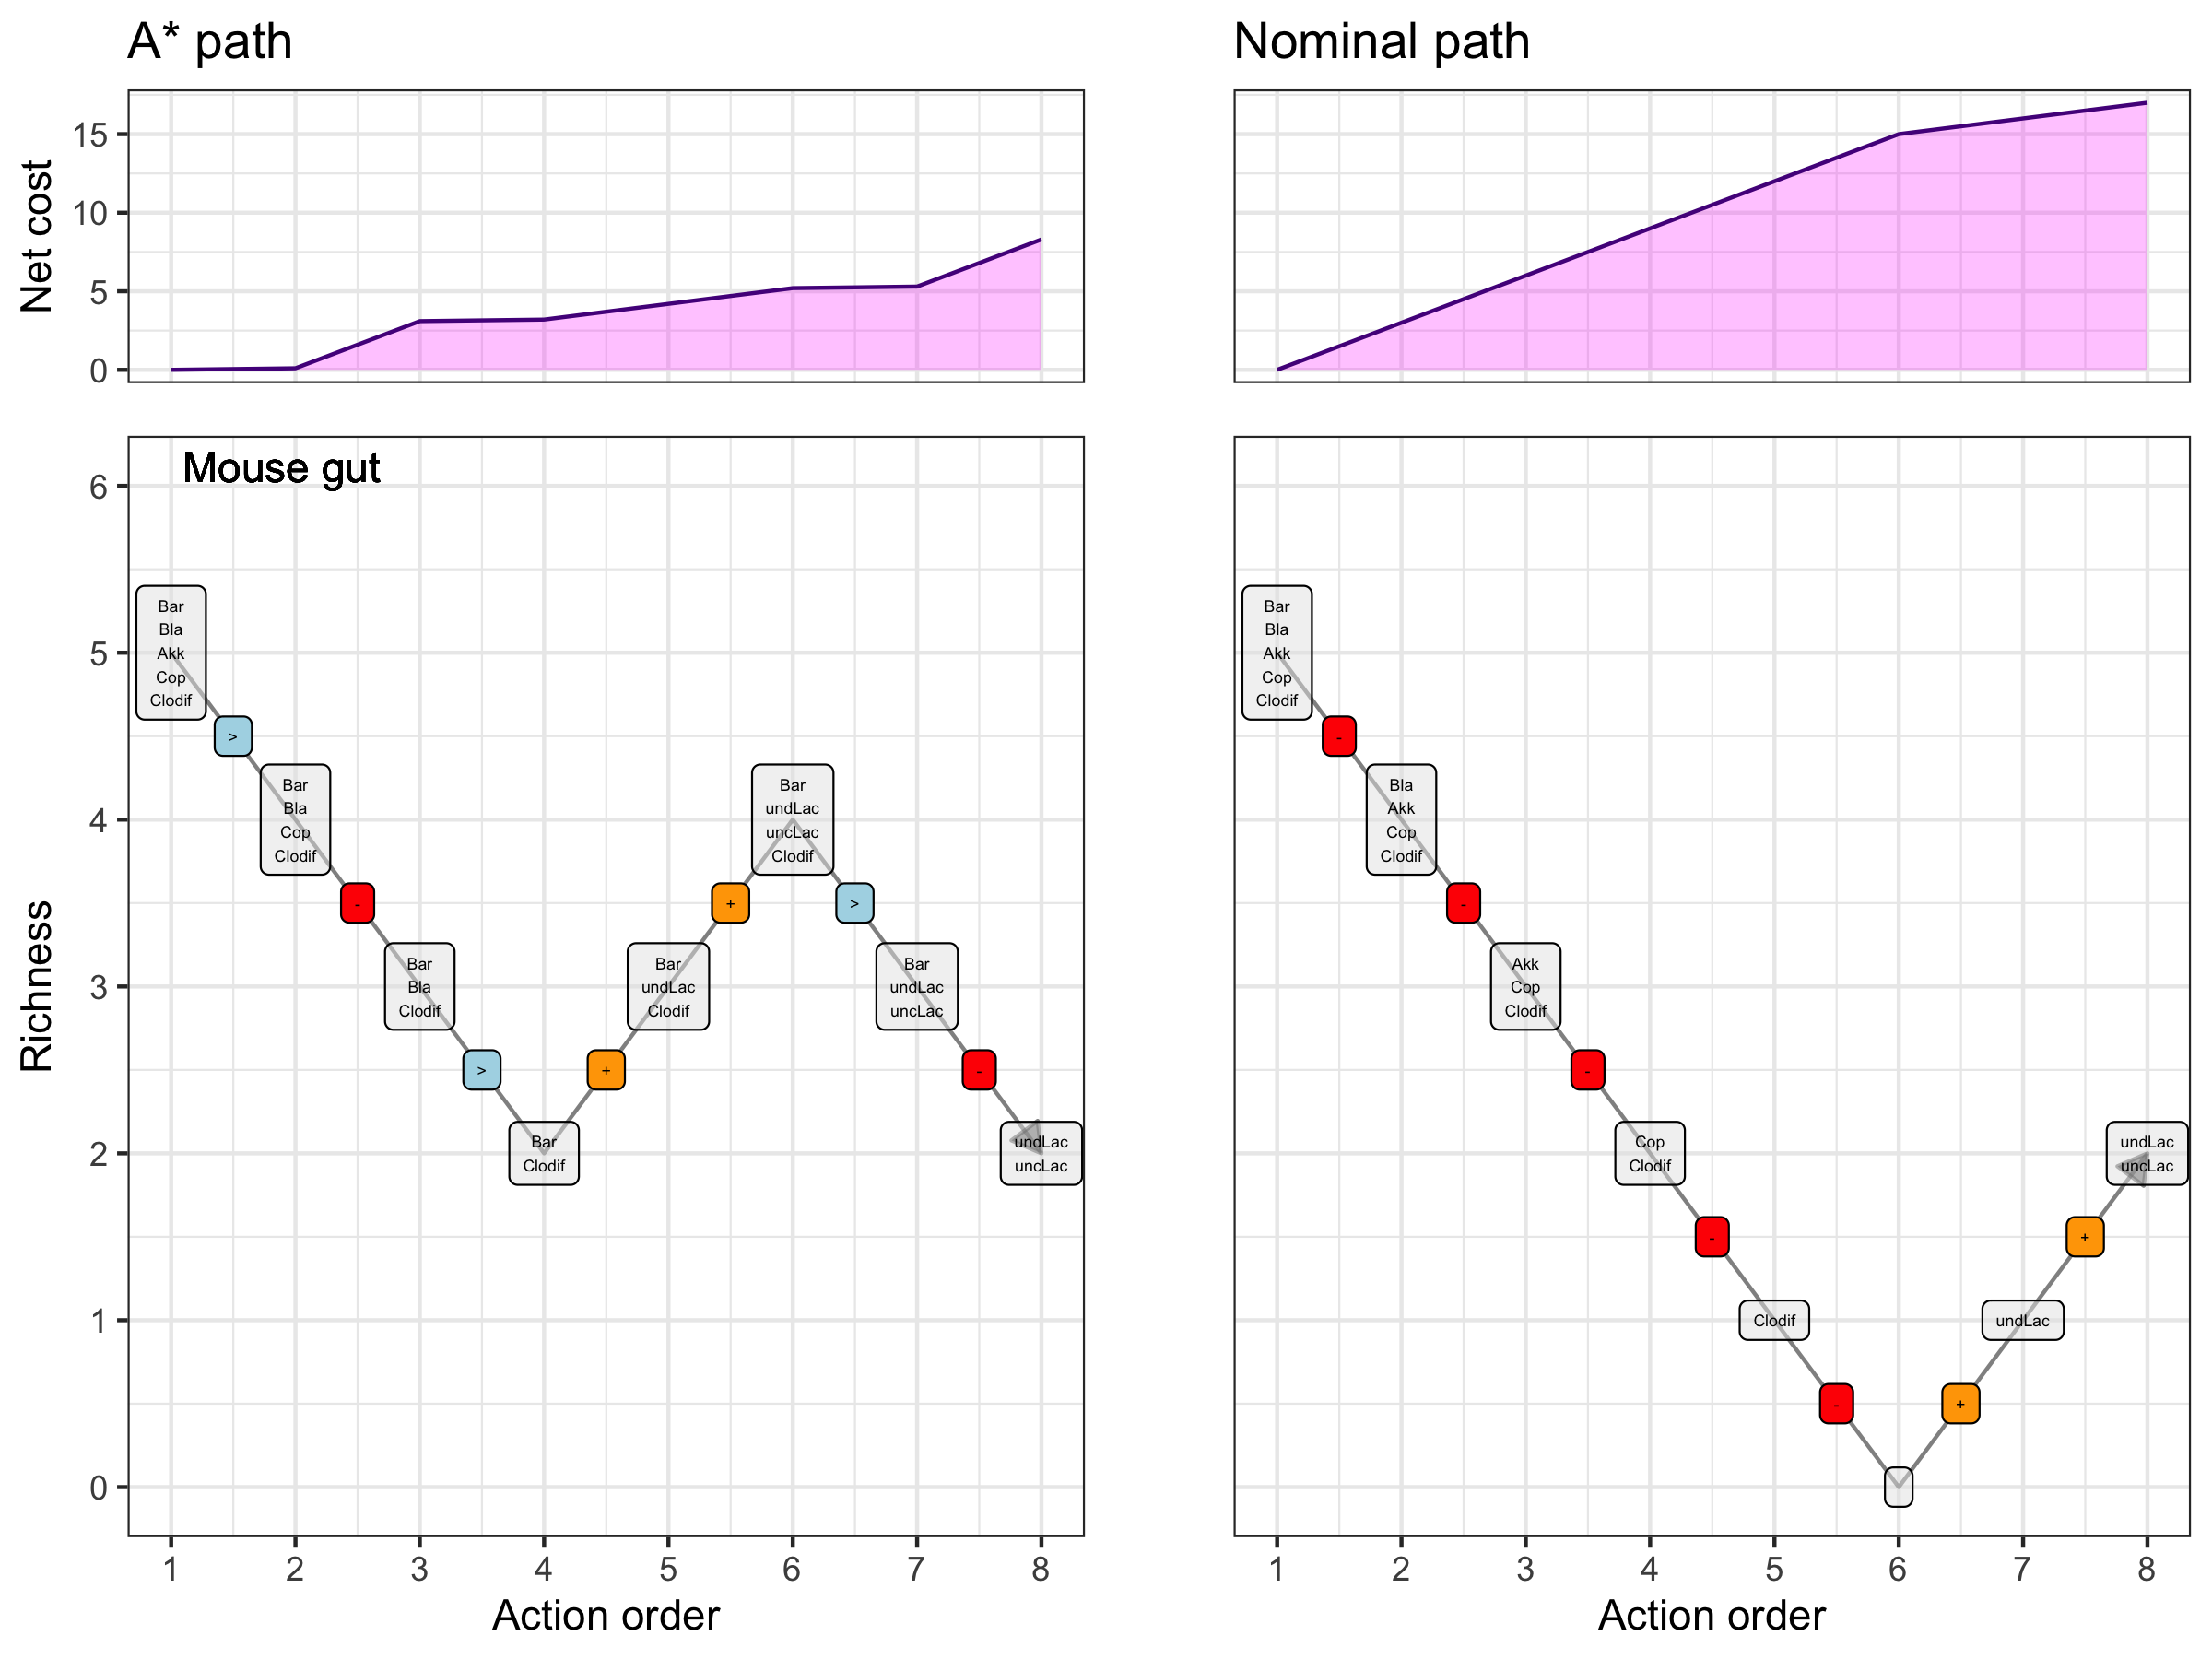 A* path
Nominal path
Net cost
15
10
5
0
Mouse gut
Richness
6
5
4
3
2
1
0
Bar
Bla
Akk
Cop
Clodif
>
Bar
Bla
Cop
Clodif
-
Bar
Bla
Clodif
>
Bar
Clodif
+
Bar
undLac
Clodif
+
Bar
undLac
uncLac
Clodif
>
Bar
undLac
uncLac
-
undLac
uncLac
1 2 3 4 5 6 7 8
Action order
Bar
Bla
Akk
Cop
Clodif
-
Bla
Akk
Cop
Clodif
-
Akk
Cop
Clodif
-
Cop
Clodif
-
Clodif
-
+
undLac
+
undLac
uncLac
1 2 3 4 5 6 7 8
Action order